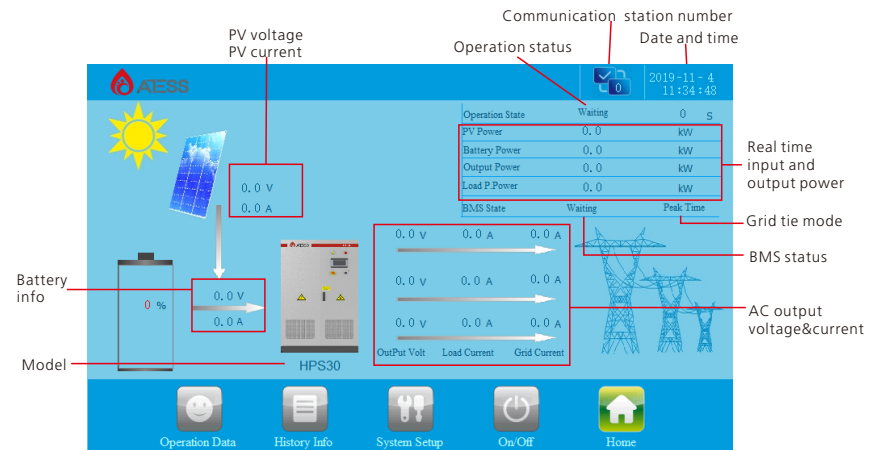 Communication station number
Date and time
PV voltage
PV current
Operation status
ATESS
0
2019-11- 4
11:34:48
Operation State Waiting 0 S
PV Power 0.0 kW
Battery Power 0.0 kW
Output Power 0.0 kW
Load P.Power 0.0 kW
BMS State Waiting Peak Time
Real time
input and
output power
Grid tie mode
BMS status
AC output
voltage&current
0.0 V
0.0 A
Battery
info
0 %
0.0 V
0.0 A
ATESS
0.0 V 0.0 A 0.0 A
0.0 V 0.0 A 0.0 A
0.0 V 0.0 A 0.0 A
OutPut Volt Load Current Grid Current
Model
HPS30
Operation Data History Info System Setup On/Off Home